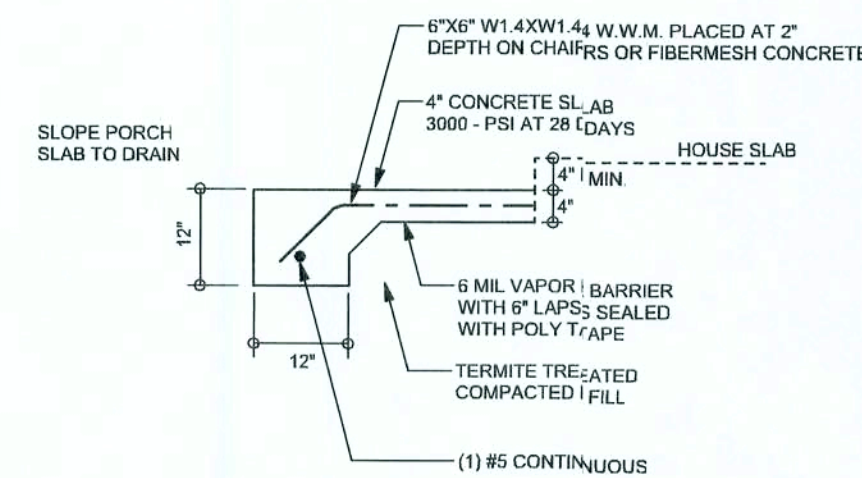 6"X6" W1.4XW1.4 W.W.M. PLACED AT 2"
DEPTH ON CHAIRS OR FIBERMESH CONCRETE
4" CONCRETE SLAB
3000 - PSI AT 28 DAYS
SLOPE PORCH
SLAB TO DRAIN
HOUSE SLAB
4" MIN.
4"
12"
12"
6 MIL VAPOR BARRIER
WITH 6" LAPS SEALED
WITH POLY TAPE
TERMITE TREATED
COMPACTED FILL
(1) #5 CONTINUOUS